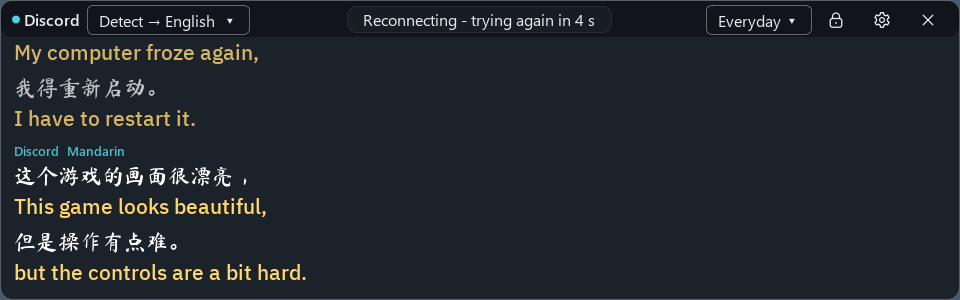 Discord Detect → English ▾ Reconnecting - trying again in 4 s Everyday ▾
My computer froze again,
我得重新启动。
I have to restart it.
Discord Mandarin
这个游戏的画面很漂亮，
This game looks beautiful,
但是操作有点难。
but the controls are a bit hard.